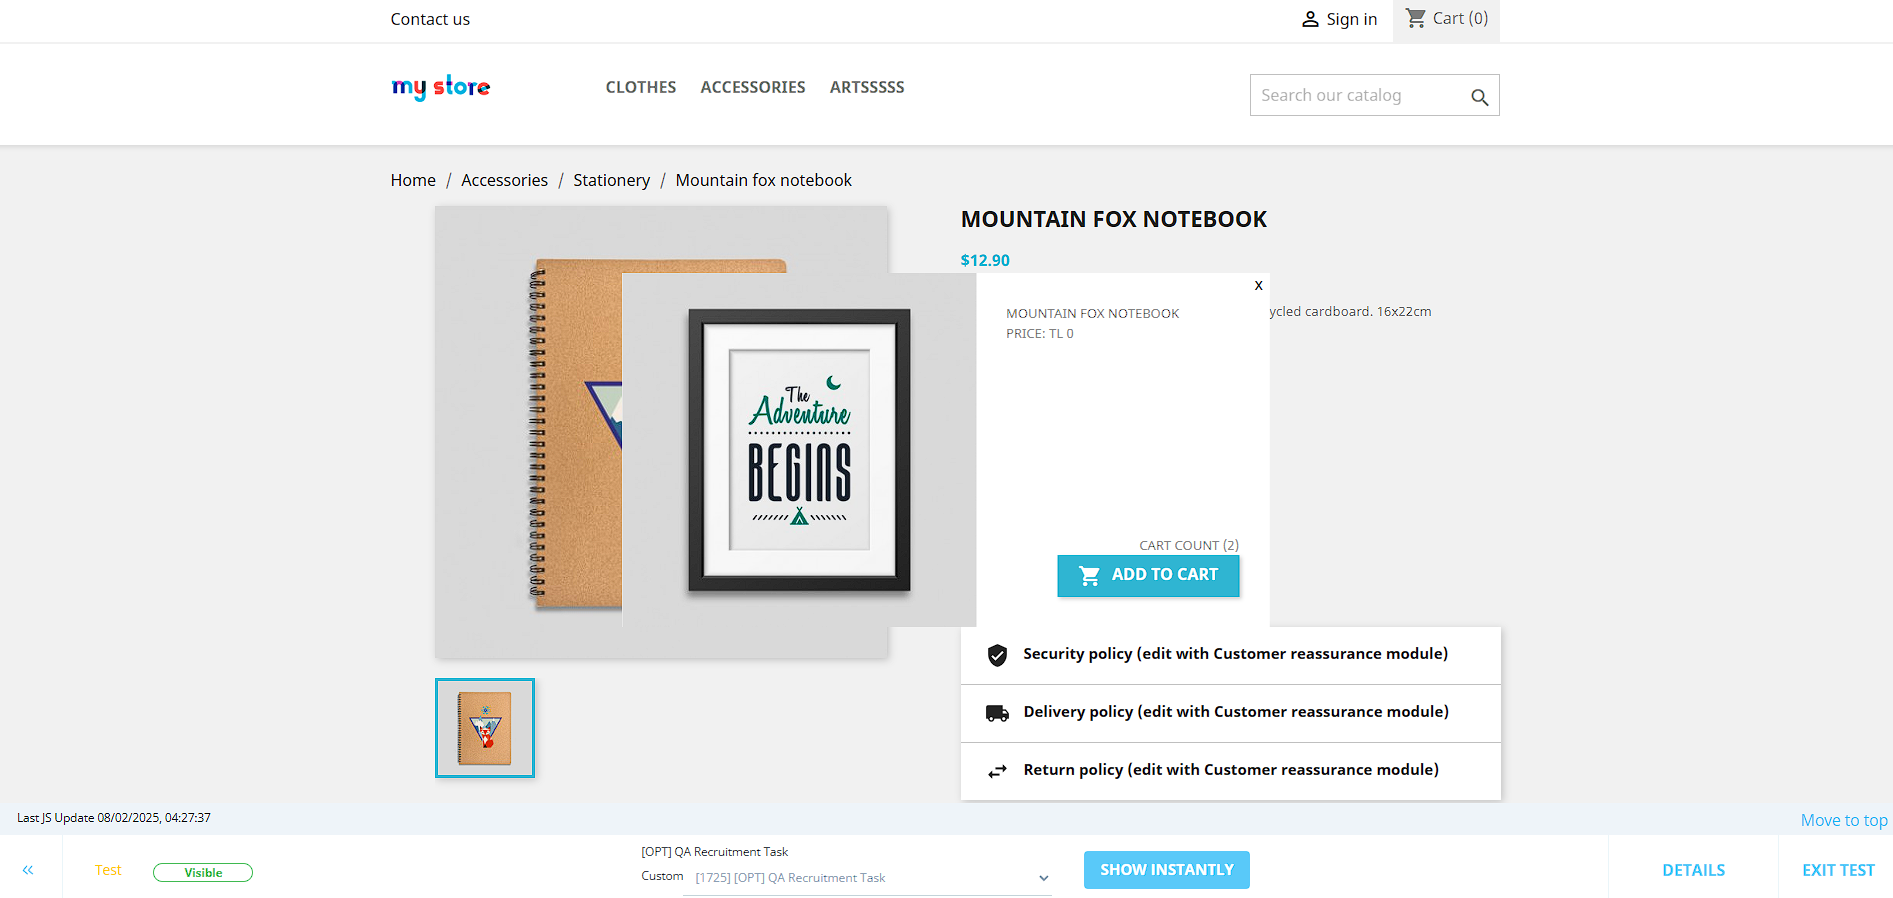 Contact us
Sign in
Cart (0)
my store
CLOTHES
ACCESSORIES
ARTSSSSS
Search our catalog
Home / Accessories / Stationery / Mountain fox notebook
MOUNTAIN FOX NOTEBOOK
$12.90
ycled cardboard. 16x22cm
x
MOUNTAIN FOX NOTEBOOK
PRICE: TL 0
The
Adventure
BEGINS
CART COUNT (2)
ADD TO CART
Security policy (edit with Customer reassurance module)
Delivery policy (edit with Customer reassurance module)
Return policy (edit with Customer reassurance module)
Last JS Update 08/02/2025, 04:27:37
Move to top
Test
Visible
[OPT] QA Recruitment Task
Custom
[1725] [OPT] QA Recruitment Task
SHOW INSTANTLY
DETAILS
EXIT TEST